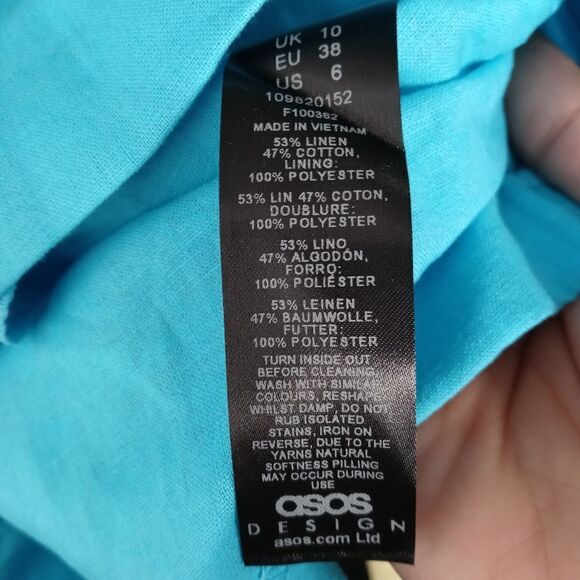 UK 10
EU 38
US 6
109820152
F100362
MADE IN VIETNAM
53% LINEN
47% COTTON,
LINING:
100% POLYESTER
53% LIN 47% COTON,
DOUBLURE:
100% POLYESTER
53% LINO
47% ALGODÓN,
FORRO:
100% POLIÉSTER
53% LEINEN
47% BAUMWOLLE,
FUTTER:
100% POLYESTER
TURN INSIDE OUT
BEFORE CLEANING,
WASH WITH SIMILAR
COLOURS, RESHAPE
WHILST DAMP, DO NOT
RUB ISOLATED
STAINS, IRON ON
REVERSE, DUE TO THE
YARNS NATURAL
SOFTNESS PILLING
MAY OCCUR DURING
USE
asos
DESIGN
asos.com Ltd